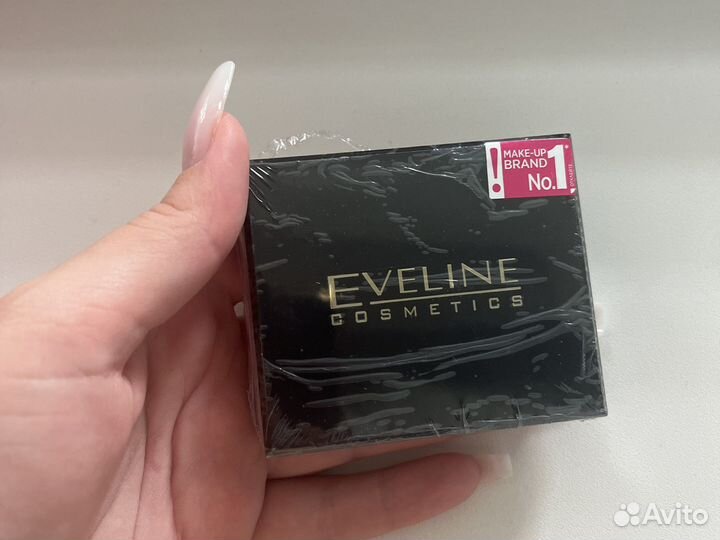 ! MAKE-UP
BRAND
No.1*
EVELINE
COSMETICS
Avito